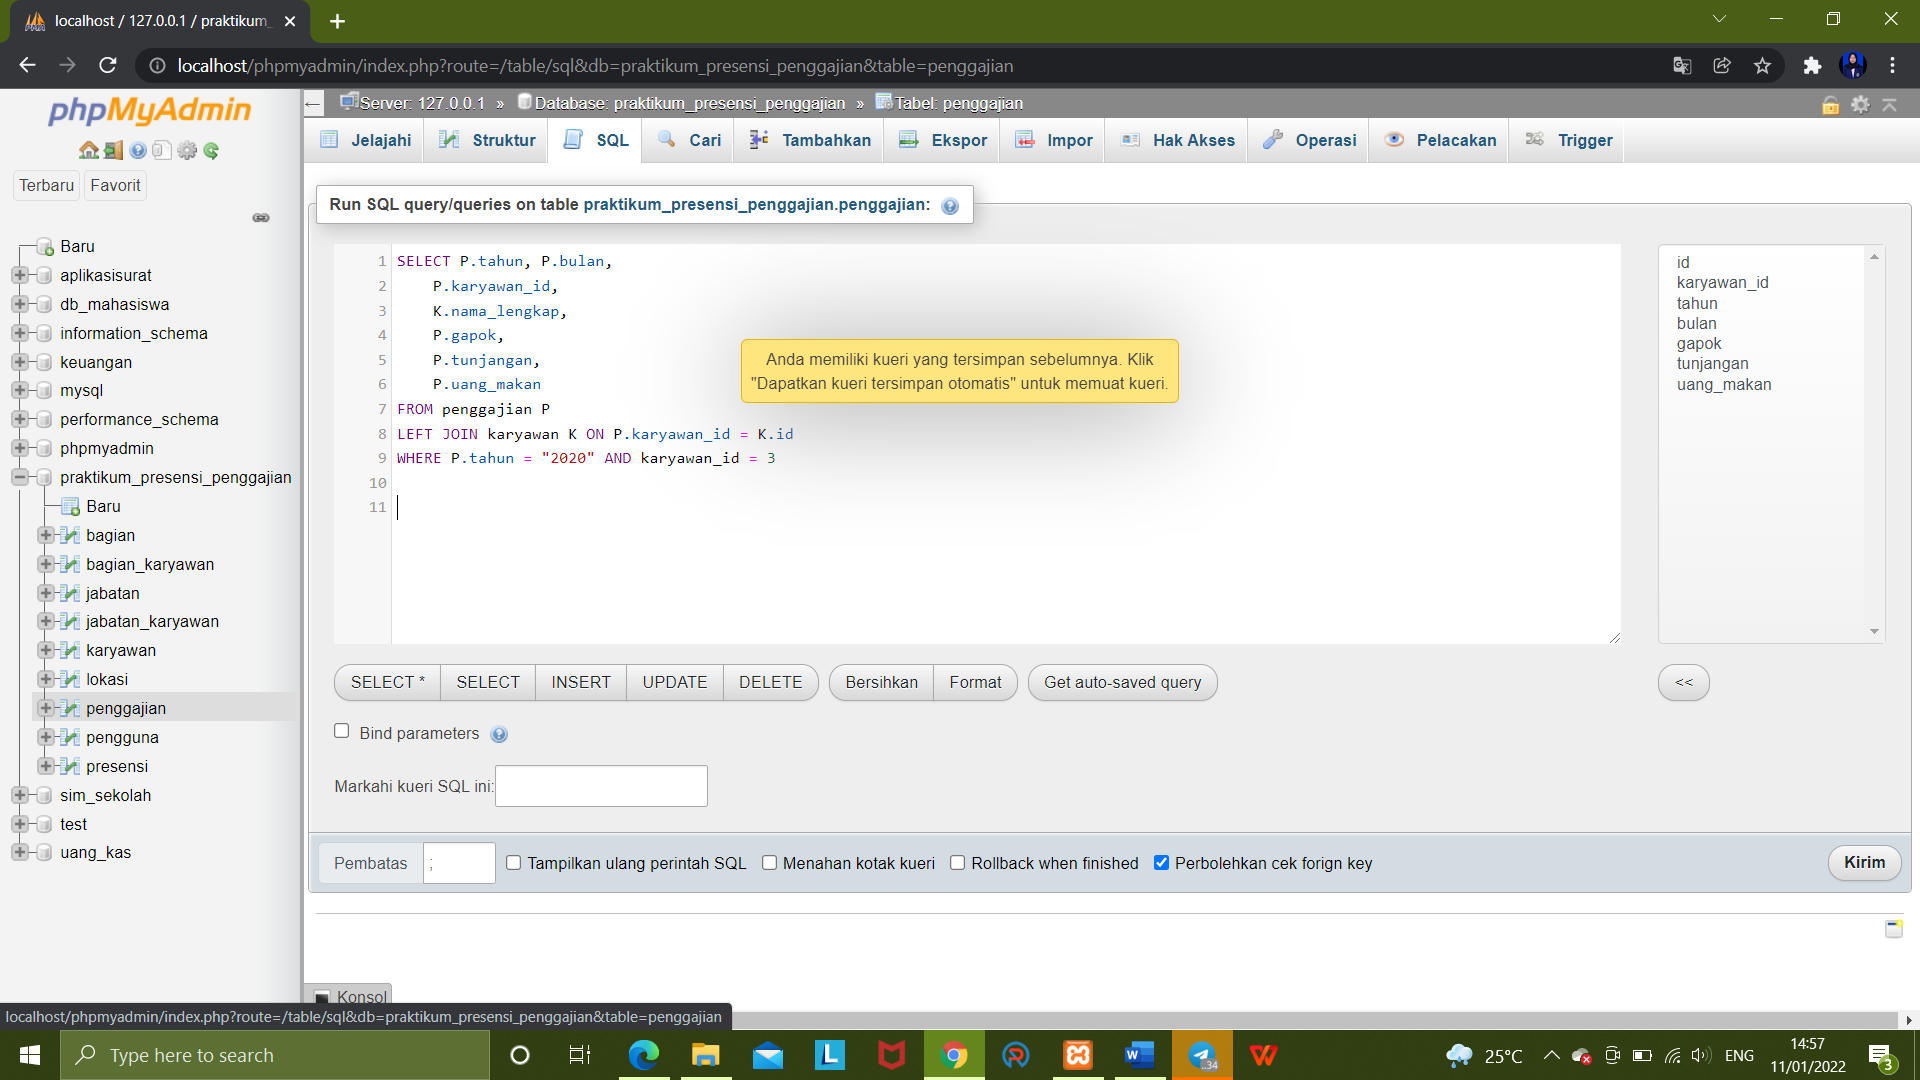 localhost / 127.0.0.1 / praktikum_
localhost/phpmyadmin/index.php?route=/table/sql&db=praktikum_presensi_penggajian&table=penggajian
phpMyAdmin
Terbaru
Favorit
Baru
aplikasisurat
db_mahasiswa
information_schema
keuangan
mysql
performance_schema
phpmyadmin
praktikum_presensi_penggajian
Baru
bagian
bagian_karyawan
jabatan
jabatan_karyawan
karyawan
lokasi
penggajian
pengguna
presensi
sim_sekolah
test
uang_kas
Server: 127.0.0.1 » Database: praktikum_presensi_penggajian » Tabel: penggajian
Jelajahi Struktur SQL Cari Tambahkan Ekspor Impor Hak Akses Operasi Pelacakan Trigger
Run SQL query/queries on table praktikum_presensi_penggajian.penggajian:
1 SELECT P.tahun, P.bulan,
2 P.karyawan_id,
3 K.nama_lengkap,
4 P.gapok,
5 P.tunjangan,
6 P.uang_makan
7 FROM penggajian P
8 LEFT JOIN karyawan K ON P.karyawan_id = K.id
9 WHERE P.tahun = "2020" AND karyawan_id = 3
10
11
Anda memiliki kueri yang tersimpan sebelumnya. Klik
"Dapatkan kueri tersimpan otomatis" untuk memuat kueri.
id
karyawan_id
tahun
bulan
gapok
tunjangan
uang_makan
SELECT * SELECT INSERT UPDATE DELETE Bersihkan Format Get auto-saved query <<
Bind parameters
Markahi kueri SQL ini:
Pembatas ; Tampilkan ulang perintah SQL Menahan kotak kueri Rollback when finished Perbolehkan cek forign key Kirim
Konsol
localhost/phpmyadmin/index.php?route=/table/sql&db=praktikum_presensi_penggajian&table=penggajian
Type here to search
..34
25°C
ENG
14:57
11/01/2022
3